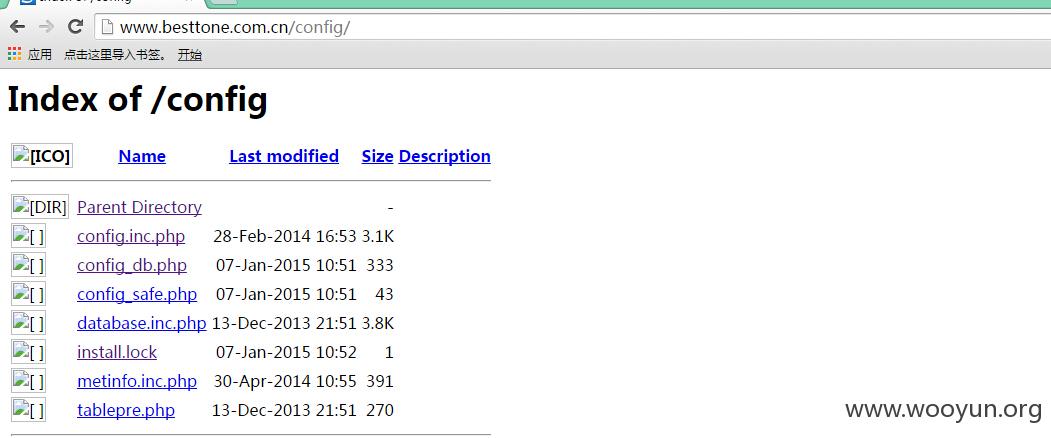 www.besttone.com.cn/config/
应用 点击这里导入书签。 开始
Index of /config
[ICO] Name Last modified Size Description
[DIR] Parent Directory -
[ ] config.inc.php 28-Feb-2014 16:53 3.1K
[ ] config_db.php 07-Jan-2015 10:51 333
[ ] config_safe.php 07-Jan-2015 10:51 43
[ ] database.inc.php 13-Dec-2013 21:51 3.8K
[ ] install.lock 07-Jan-2015 10:52 1
[ ] metinfo.inc.php 30-Apr-2014 10:55 391
[ ] tablepre.php 13-Dec-2013 21:51 270
www.wooyun.org